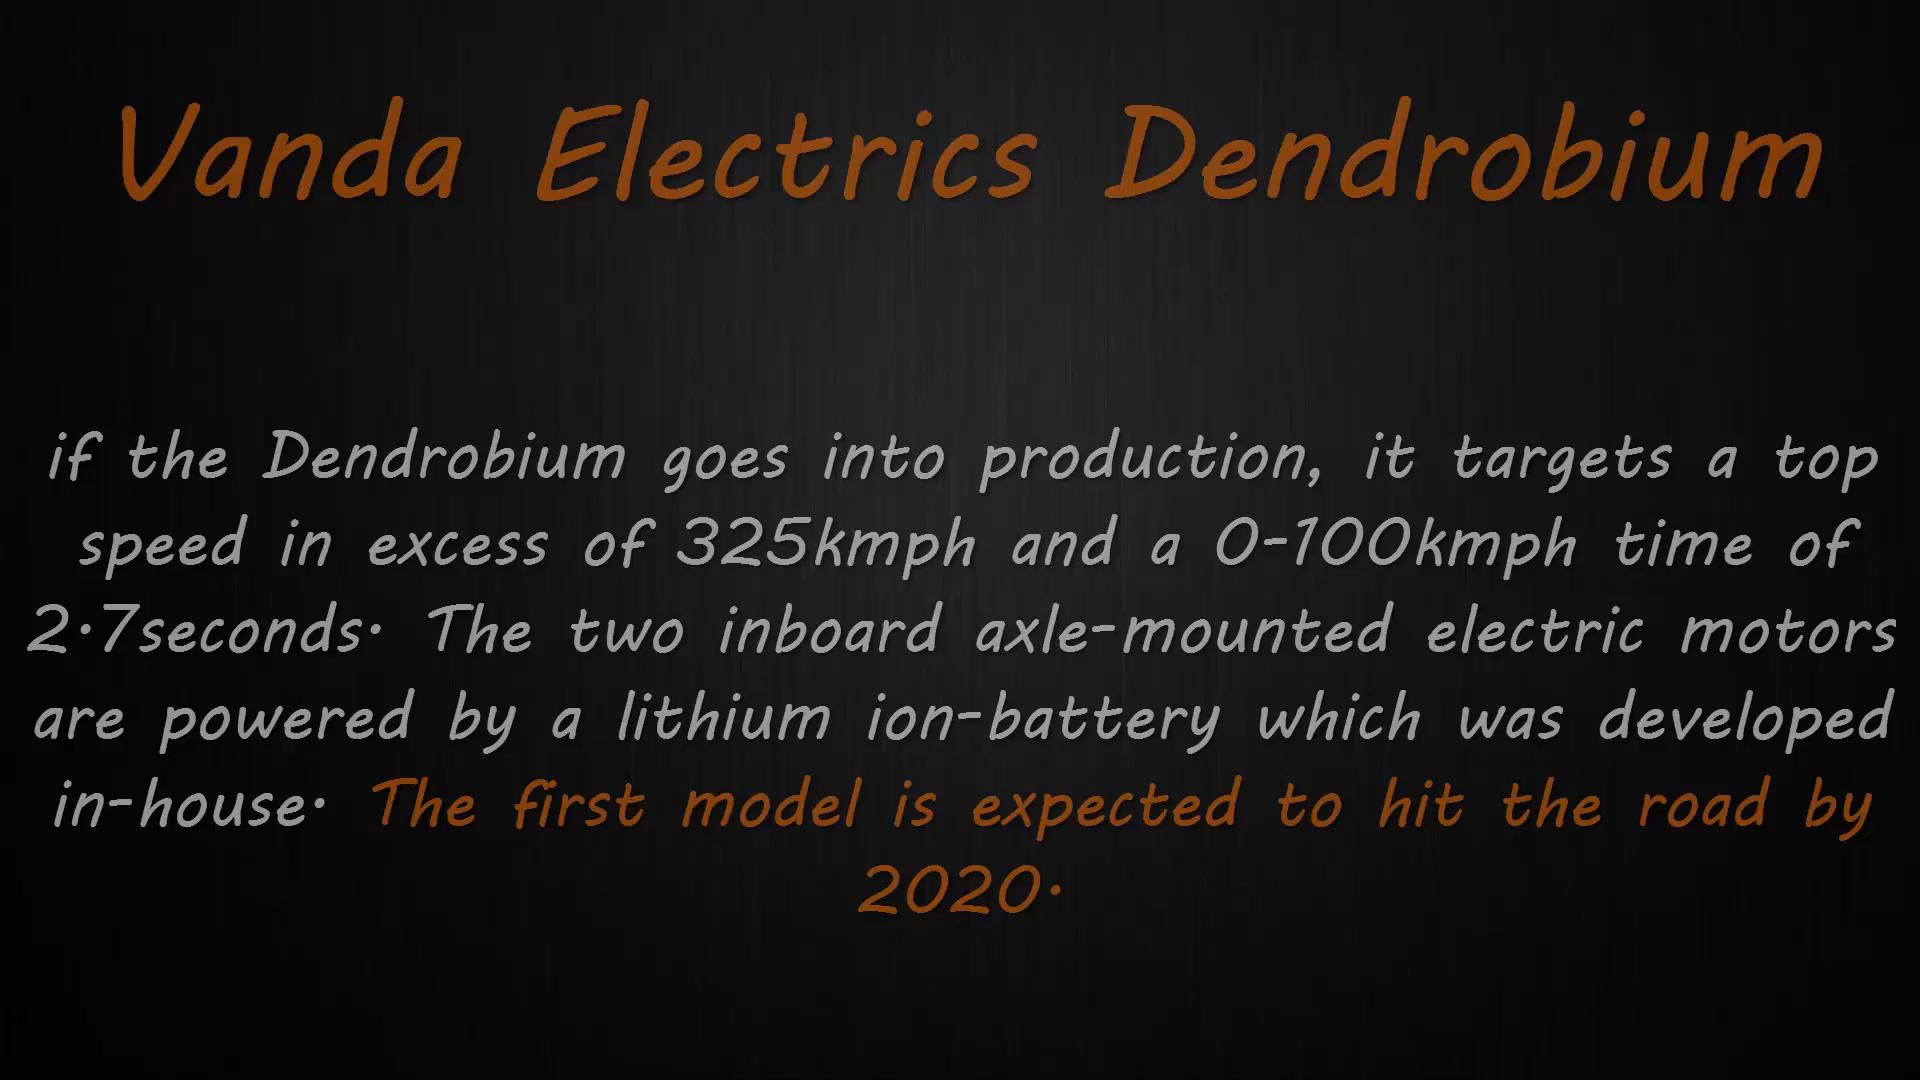 Vanda Electrics Dendrobium
if the Dendrobium goes into production, it targets a top
speed in excess of 325kmph and a 0-100kmph time of
2.7seconds. The two inboard axle-mounted electric motors
are powered by a lithium ion-battery which was developed
in-house. The first model is expected to hit the road by
2020.